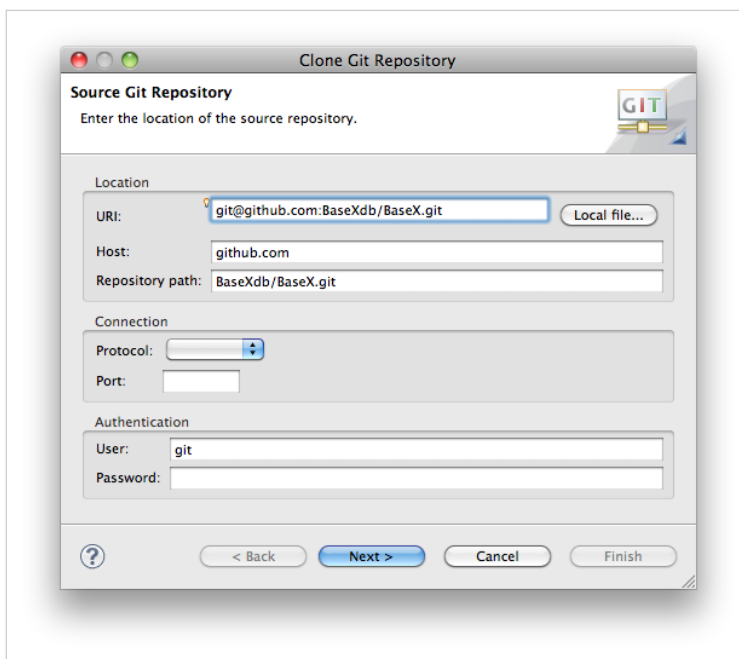 Clone Git Repository
Source Git Repository
Enter the location of the source repository.
GIT
Location
URI: git@github.com:BaseXdb/BaseX.git Local file...
Host: github.com
Repository path: BaseXdb/BaseX.git
Connection
Protocol:
Port:
Authentication
User: git
Password:
? < Back Next > Cancel Finish